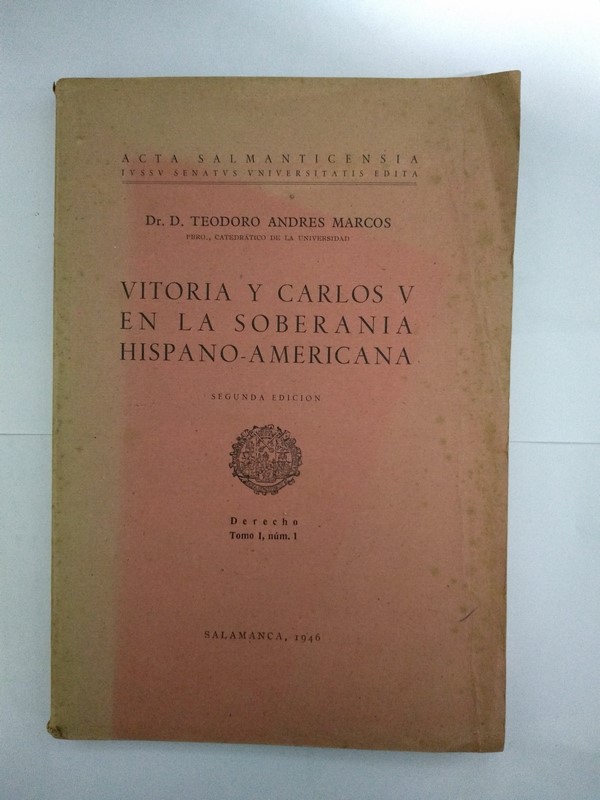 ACTA SALMANTICENSIA
IVSSV SENATVS VNIVERSITATIS EDITA
Dr. D. TEODORO ANDRES MARCOS
PBRO., CATEDRÁTICO DE LA UNIVERSIDAD
VITORIA Y CARLOS V
EN LA SOBERANIA
HISPANO-AMERICANA
SEGUNDA EDICION
Derecho
Tomo I, núm. 1
SALAMANCA, 1946